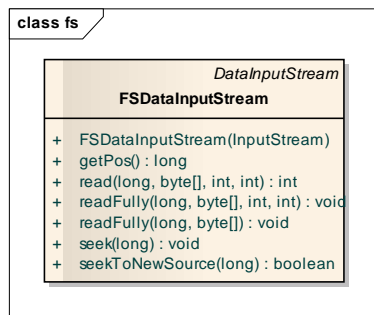 class fs
DataInputStream
FSDataInputStream
+ FSDataInputStream(InputStream)
+ getPos() : long
+ read(long, byte[], int, int) : int
+ readFully(long, byte[], int, int) : void
+ readFully(long, byte[]) : void
+ seek(long) : void
+ seekToNewSource(long) : boolean